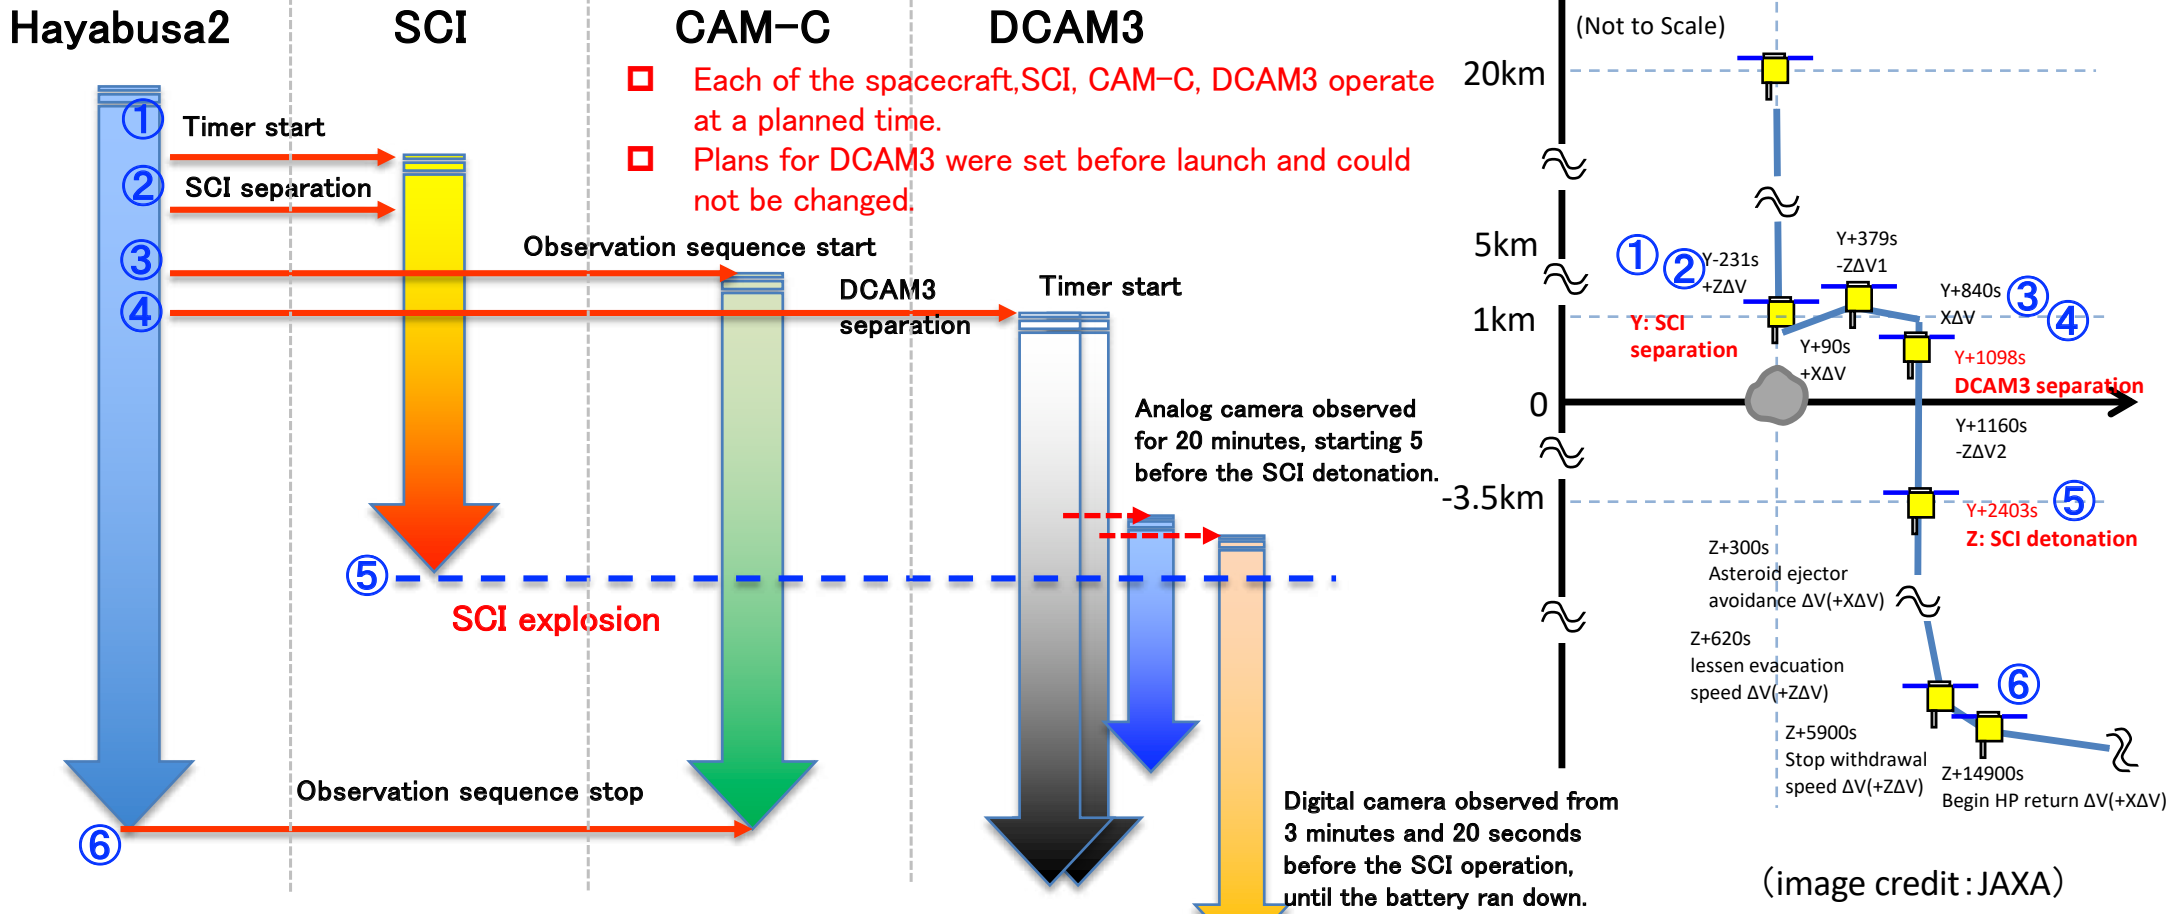 Hayabusa2
SCI
CAM-C
DCAM3
Each of the spacecraft,SCI, CAM-C, DCAM3 operate
at a planned time.
Plans for DCAM3 were set before launch and could
not be changed.
①
Timer start
②
SCI separation
③
Observation sequence start
④
DCAM3
separation
Timer start
Analog camera observed
for 20 minutes, starting 5
before the SCI detonation.
⑤
SCI explosion
Observation sequence stop
⑥
Digital camera observed from
3 minutes and 20 seconds
before the SCI operation,
until the battery ran down.
(Not to Scale)
20km
5km
1km
0
-3.5km
①
②
Y-231s
+ZΔV
Y: SCI
separation
Y+379s
-ZΔV1
Y+90s
+XΔV
Y+840s
XΔV
③
④
Y+1098s
DCAM3 separation
Y+1160s
-ZΔV2
Y+2403s
⑤
Z: SCI detonation
Z+300s
Asteroid ejector
avoidance ΔV(+XΔV)
Z+620s
lessen evacuation
speed ΔV(+ZΔV)
⑥
Z+5900s
Stop withdrawal
speed ΔV(+ZΔV)
Z+14900s
Begin HP return ΔV(+XΔV)
(image credit:JAXA)